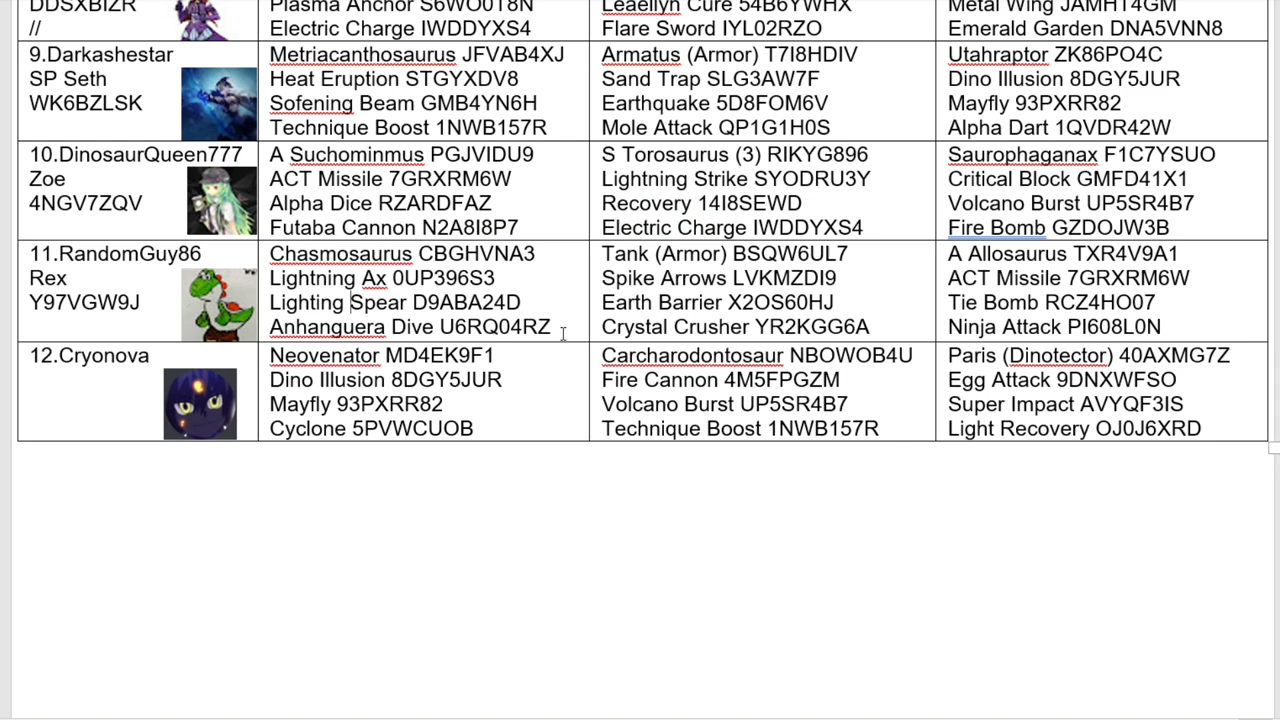 DDSXBIZR
//
Plasma Anchor S6WO0T8N
Electric Charge IWDDYXS4
Leaellyn Cure 54B6YWHX
Flare Sword IYL02RZO
Metal Wing JAMHT4GM
Emerald Garden DNA5VNN8
9.Darkashestar
SP Seth
WK6BZLSK
Metriacanthosaurus JFVAB4XJ
Heat Eruption STGYXDV8
Sofening Beam GMB4YN6H
Technique Boost 1NWB157R
Armatus (Armor) T7I8HDIV
Sand Trap SLG3AW7F
Earthquake 5D8FOM6V
Mole Attack QP1G1H0S
Utahraptor ZK86PO4C
Dino Illusion 8DGY5JUR
Mayfly 93PXRR82
Alpha Dart 1QVDR42W
10.DinosaurQueen777
Zoe
4NGV7ZQV
A Suchominmus PGJVIDU9
ACT Missile 7GRXRM6W
Alpha Dice RZARDFAZ
Futaba Cannon N2A8I8P7
S Torosaurus (3) RIKYG896
Lightning Strike SYODRU3Y
Recovery 14I8SEWD
Electric Charge IWDDYXS4
Saurophaganax F1C7YSUO
Critical Block GMFD41X1
Volcano Burst UP5SR4B7
Fire Bomb GZDOJW3B
11.RandomGuy86
Rex
Y97VGW9J
Chasmosaurus CBGHVNA3
Lightning Ax 0UP396S3
Lighting Spear D9ABA24D
Anhanguera Dive U6RQ04RZ
Tank (Armor) BSQW6UL7
Spike Arrows LVKMZDI9
Earth Barrier X2OS60HJ
Crystal Crusher YR2KGG6A
A Allosaurus TXR4V9A1
ACT Missile 7GRXRM6W
Tie Bomb RCZ4HO07
Ninja Attack PI608L0N
12.Cryonova
Neovenator MD4EK9F1
Dino Illusion 8DGY5JUR
Mayfly 93PXRR82
Cyclone 5PVWCUOB
Carcharodontosaur NBOWOB4U
Fire Cannon 4M5FPGZM
Volcano Burst UP5SR4B7
Technique Boost 1NWB157R
Paris (Dinotector) 40AXMG7Z
Egg Attack 9DNXWFSO
Super Impact AVYQF3IS
Light Recovery OJ0J6XRD